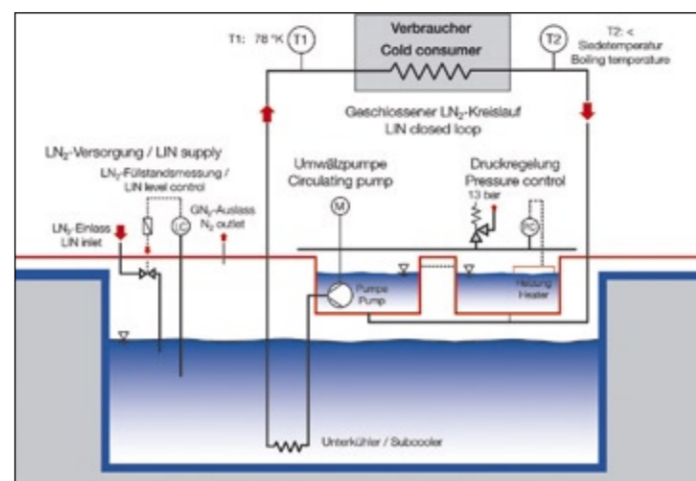 Verbraucher
Cold consumer
T1: 78 °K
T1
T2
T2: <
Siedetemperatur
Boiling temperature
Geschlossener LN₂-Kreislauf
LIN closed loop
LN₂-Versorgung / LIN supply
LN₂-Füllstandsmessung /
LIN level control
Umwälzpumpe
Circulating pump
Druckregelung
Pressure control
13 bar
GN₂-Auslass
N₂ outlet
LN₂-Einlass
LIN inlet
LC
M
PC
Pumpe
Pump
Heizung
Heater
Unterkühler / Subcooler